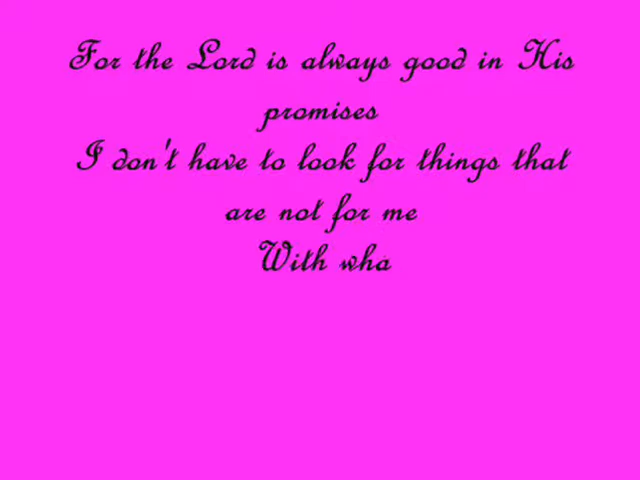 For the Lord is always good in His
promises
I don't have to look for things that
are not for me
With wha